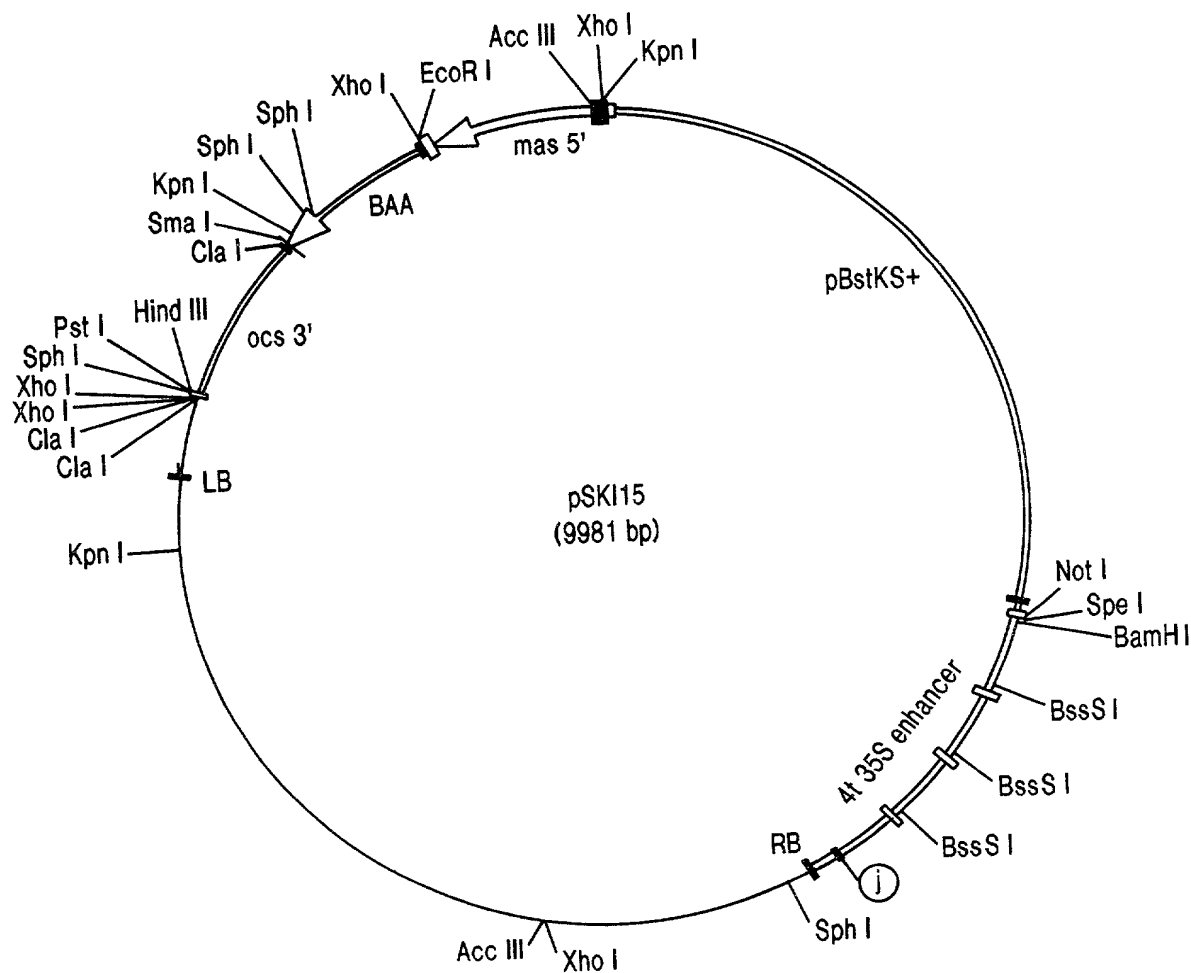 Acc III
Xho I
Kpn I
Xho I
EcoR I
mas 5'
Sph I
Sph I
Kpn I
Sma I
Cla I
BAA
pBstKS+
Hind III
ocs 3'
Pst I
Sph I
Xho I
Xho I
Cla I
Cla I
LB
Kpn I
pSKI15
(9981 bp)
Not I
Spe I
BamH I
BssS I
BssS I
BssS I
4t 35S enhancer
RB
j
Sph I
Acc III
Xho I